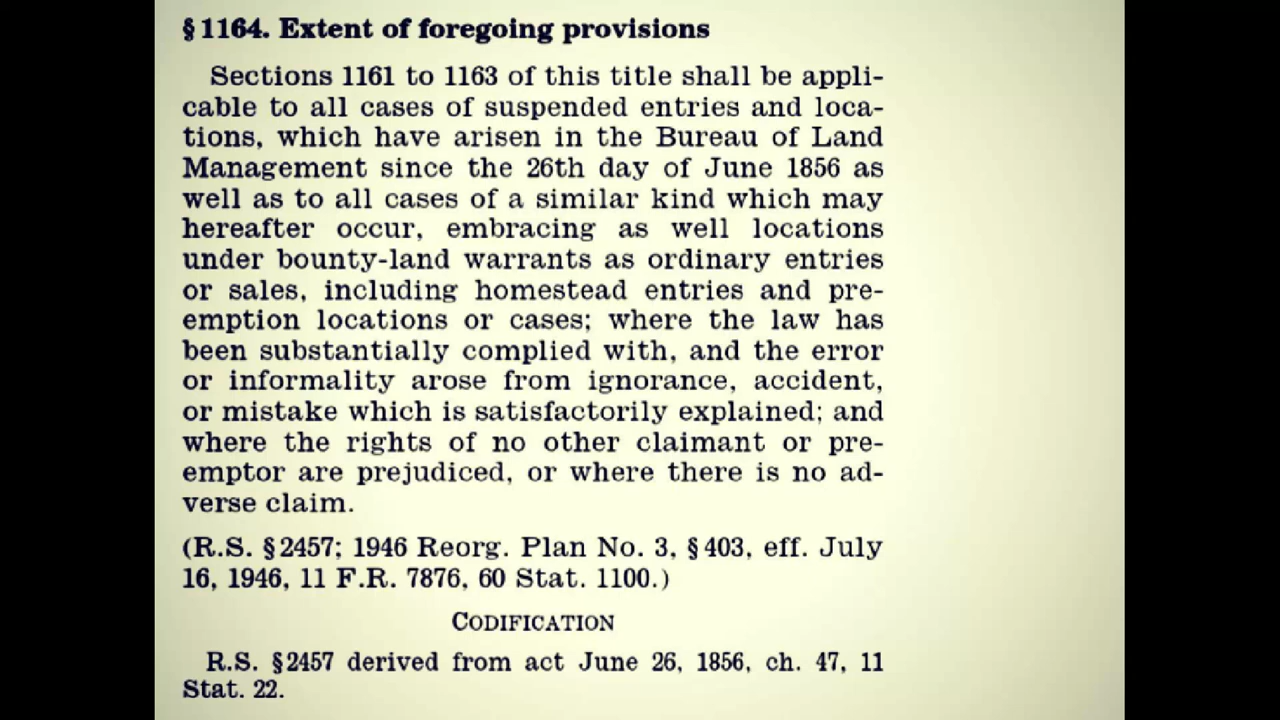 § 1164. Extent of foregoing provisions
Sections 1161 to 1163 of this title shall be appli-
cable to all cases of suspended entries and loca-
tions, which have arisen in the Bureau of Land
Management since the 26th day of June 1856 as
well as to all cases of a similar kind which may
hereafter occur, embracing as well locations
under bounty-land warrants as ordinary entries
or sales, including homestead entries and pre-
emption locations or cases; where the law has
been substantially complied with, and the error
or informality arose from ignorance, accident,
or mistake which is satisfactorily explained; and
where the rights of no other claimant or pre-
emptor are prejudiced, or where there is no ad-
verse claim.
(R.S. § 2457; 1946 Reorg. Plan No. 3, § 403, eff. July
16, 1946, 11 F.R. 7876, 60 Stat. 1100.)
CODIFICATION
R.S. § 2457 derived from act June 26, 1856, ch. 47, 11
Stat. 22.